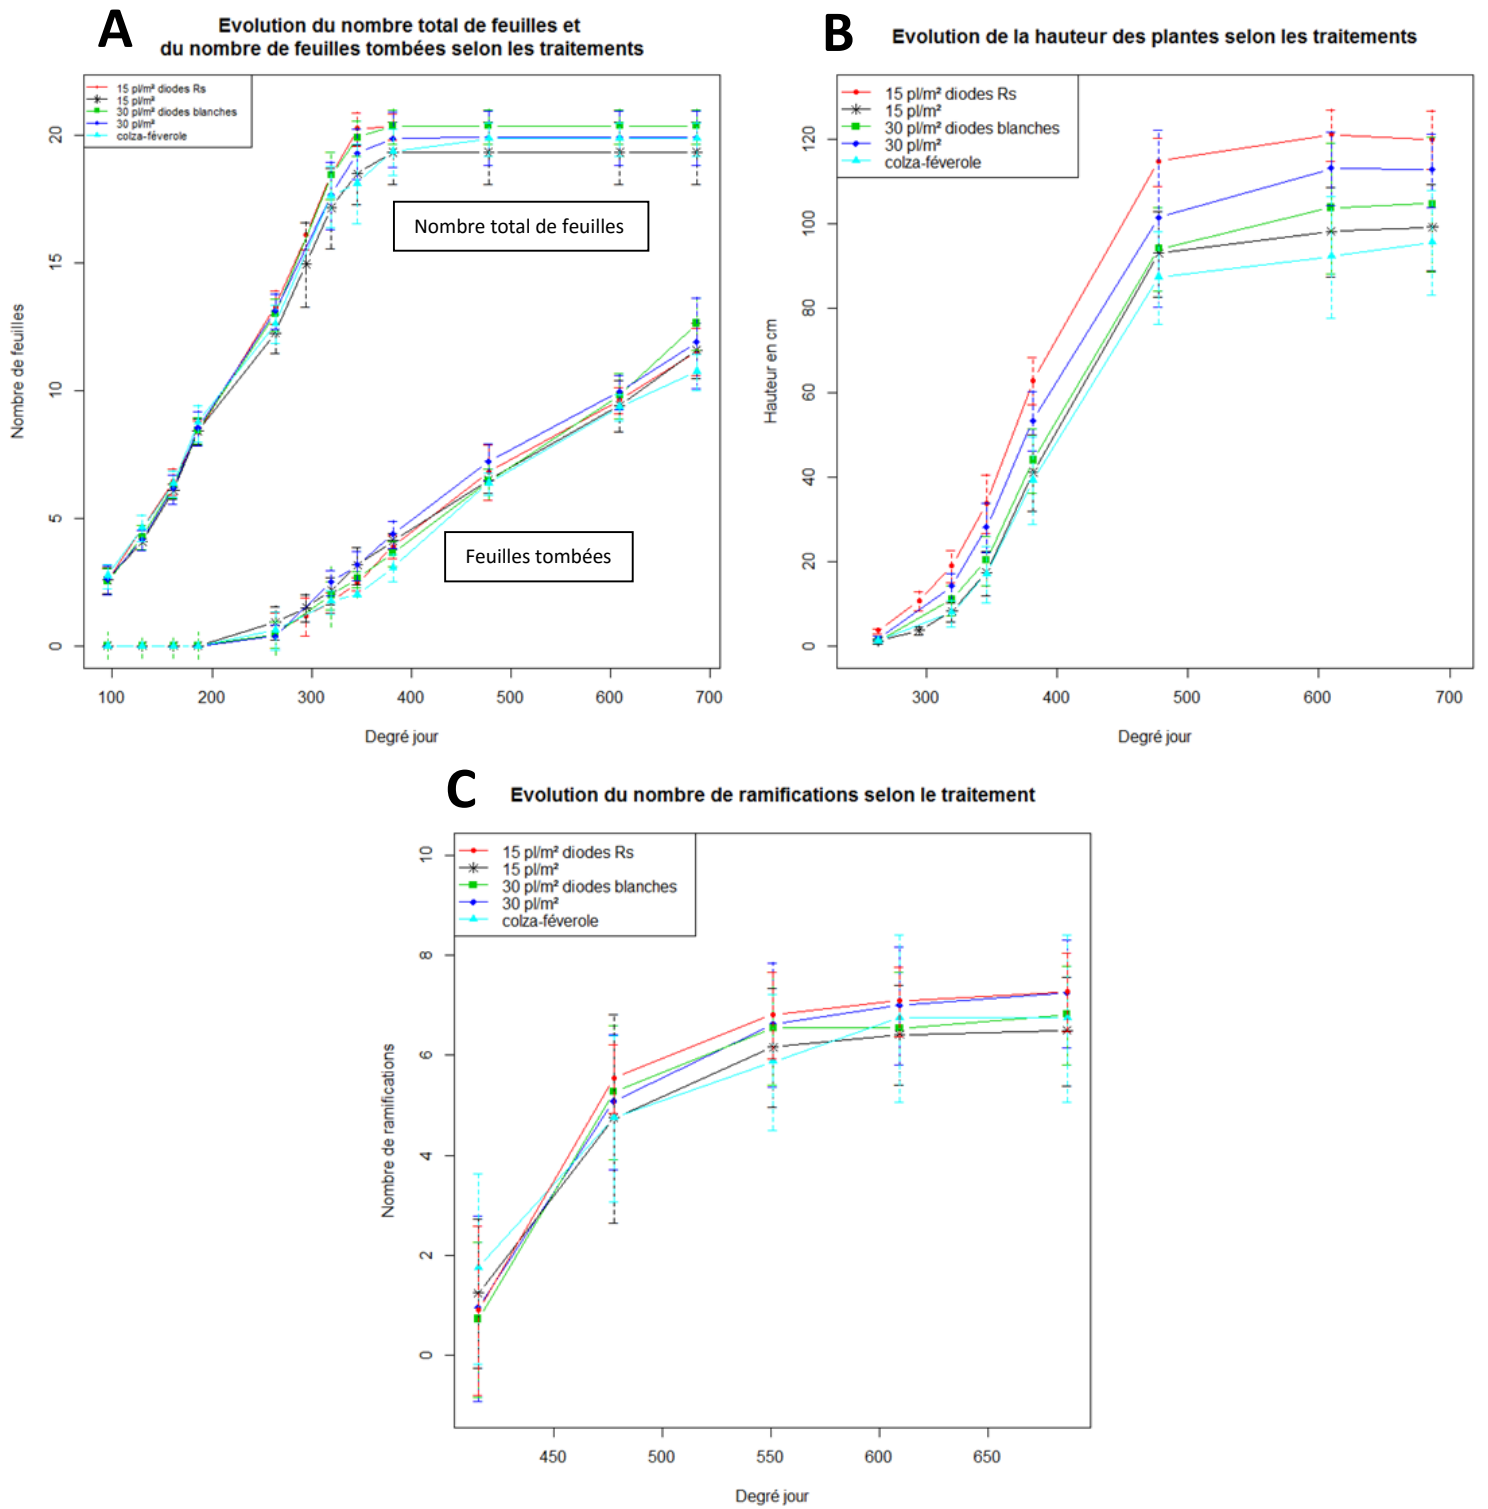 A
Evolution du nombre total de feuilles et
du nombre de feuilles tombées selon les traitements
15 pl/m² diodes Rs
15 pl/m²
30 pl/m² diodes blanches
30 pl/m²
colza-féverole
Nombre total de feuilles
Feuilles tombées
Nombre de feuilles
0
5
10
15
20
100
200
300
400
500
600
700
Degré jour
B
Evolution de la hauteur des plantes selon les traitements
15 pl/m² diodes Rs
15 pl/m²
30 pl/m² diodes blanches
30 pl/m²
colza-féverole
Hauteur en cm
0
20
40
60
80
100
120
300
400
500
600
700
Degré jour
C
Evolution du nombre de ramifications selon le traitement
15 pl/m² diodes Rs
15 pl/m²
30 pl/m² diodes blanches
30 pl/m²
colza-féverole
Nombre de ramifications
0
2
4
6
8
10
450
500
550
600
650
Degré jour